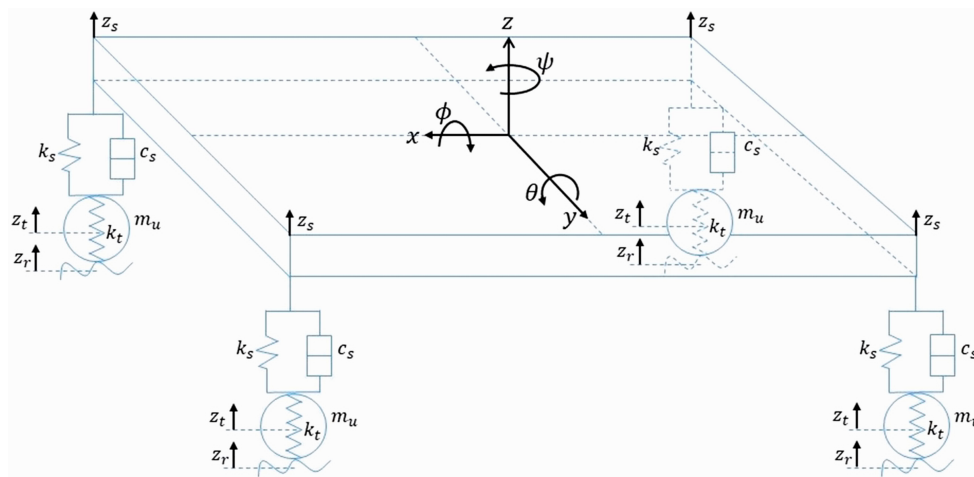 z_s
z_s
z
ψ
ϕ
x
k_s
c_s
k_s
c_s
θ
y
z_t
k_t
m_u
z_r
z_t
k_t
m_u
z_r
z_s
z_s
k_s
c_s
k_s
c_s
z_t
k_t
m_u
z_r
z_t
k_t
z_r